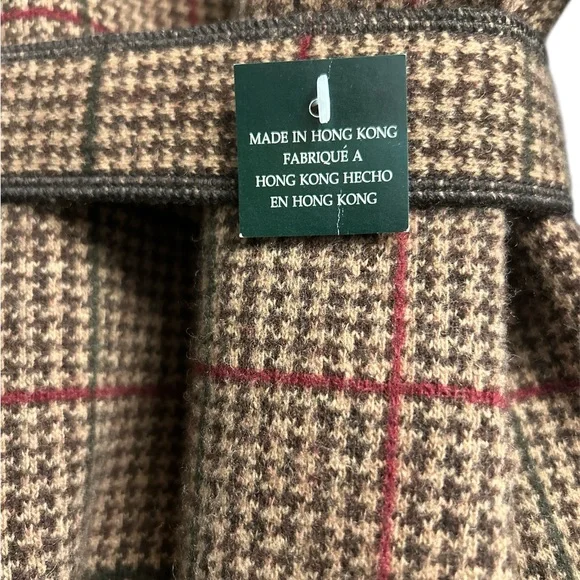 MADE IN HONG KONG
FABRIQUÉ A
HONG KONG HECHO
EN HONG KONG